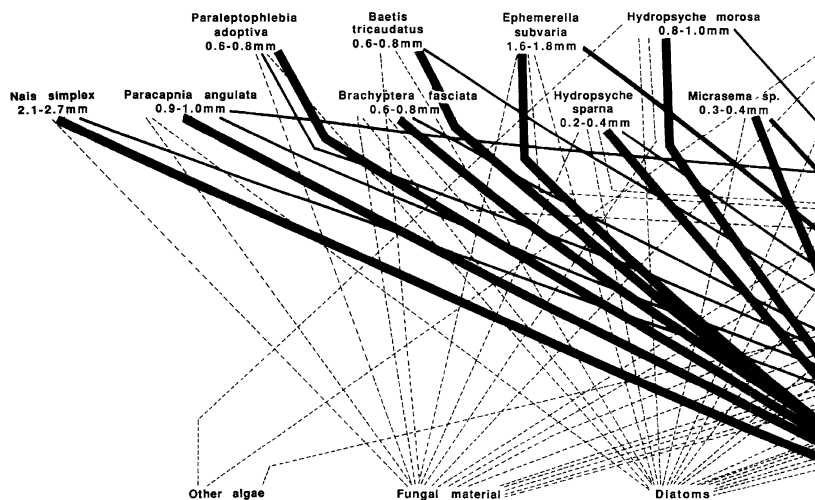 Paraleptophlebia
adoptiva
0.6-0.8mm
Baetis
tricaudatus
0.6-0.8mm
Ephemerella
subvaria
1.6-1.8mm
Hydropsyche morosa
0.8-1.0mm
Nais simplex
2.1-2.7mm
Paracapnia angulata
0.9-1.0mm
Brachyptera fasciata
0.6-0.8mm
Hydropsyche
sparna
0.2-0.4mm
Micrasema sp.
0.3-0.4mm
Other algae
Fungal material
Diatoms